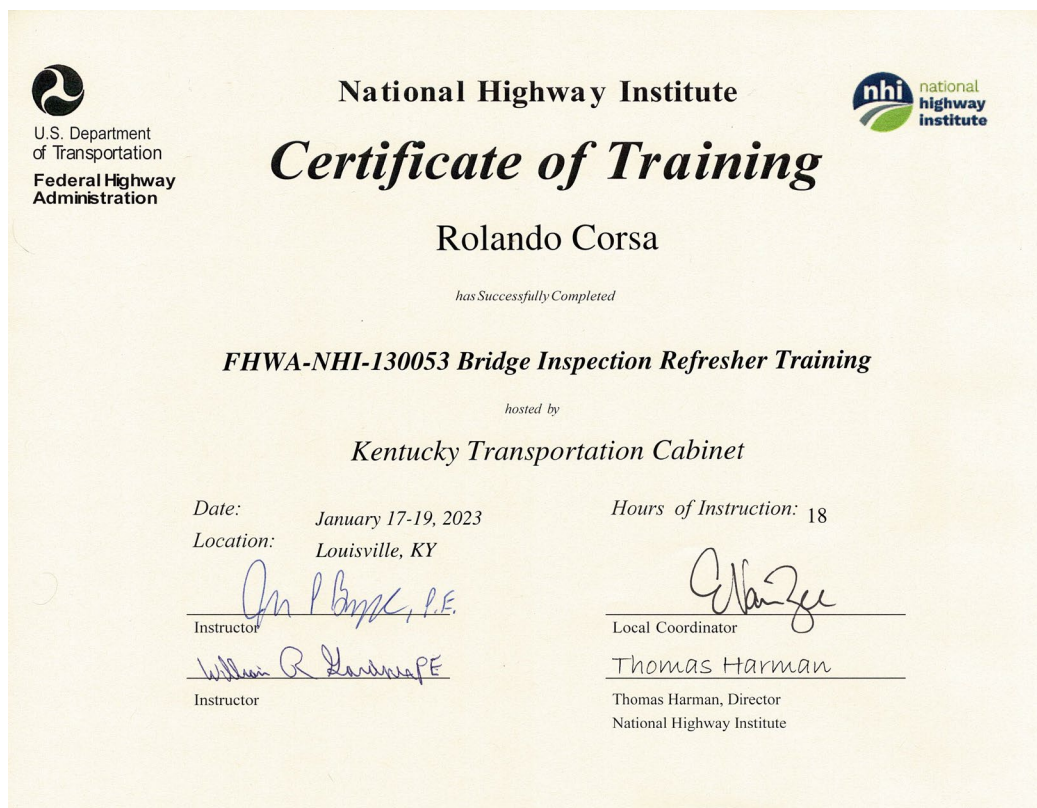 U.S. Department
of Transportation
Federal Highway
Administration
National Highway Institute
nhi national
highway
institute
Certificate of Training
Rolando Corsa
has Successfully Completed
FHWA-NHI-130053 Bridge Inspection Refresher Training
hosted by
Kentucky Transportation Cabinet
Date: January 17-19, 2023
Location: Louisville, KY
Hours of Instruction: 18
P.E.
Instructor
William R PE
Instructor
Local Coordinator
Thomas Harman
Thomas Harman, Director
National Highway Institute